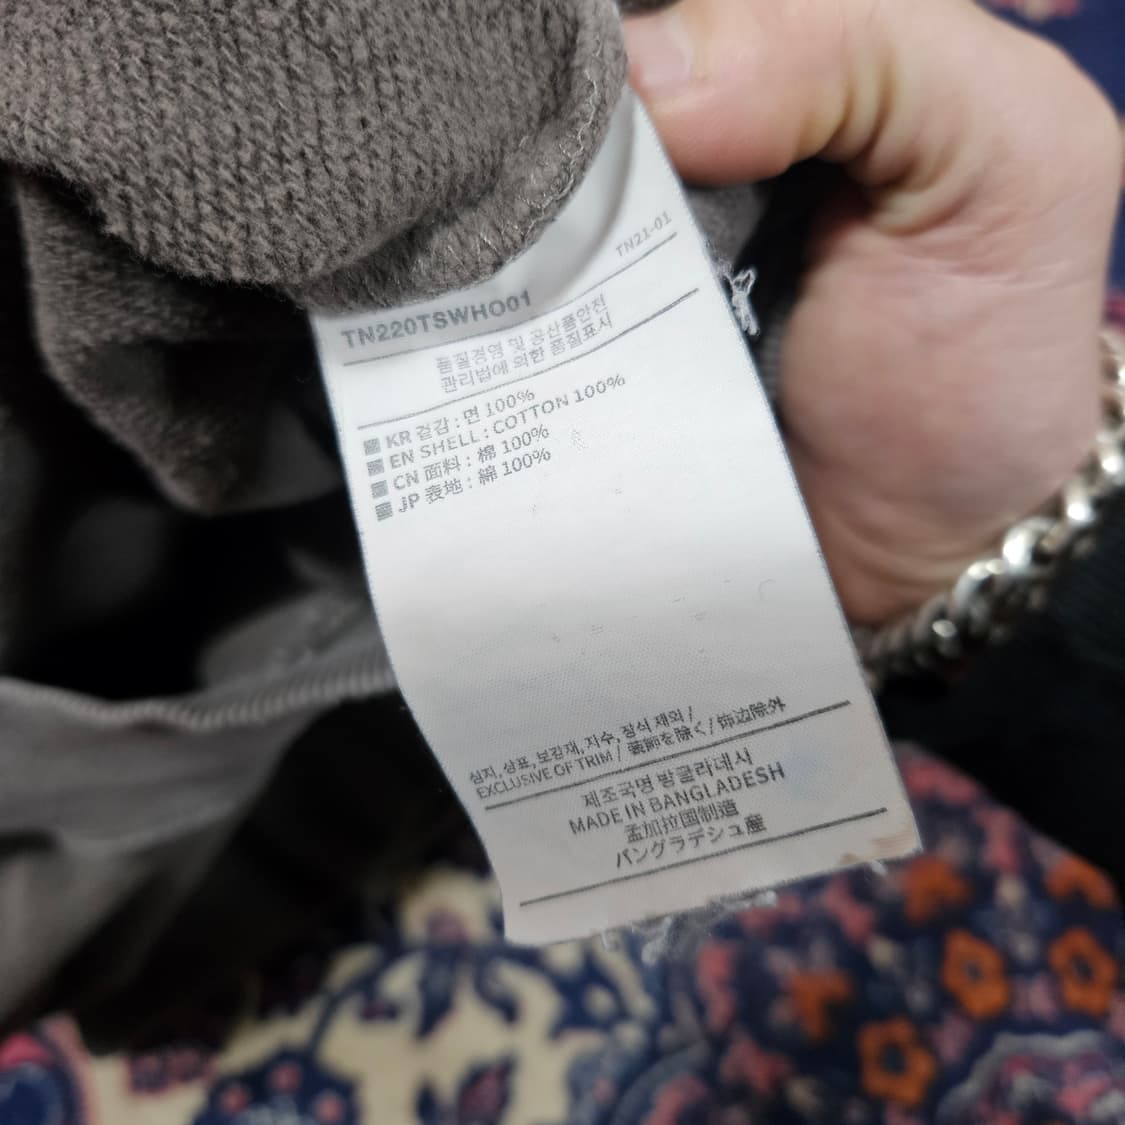 TN21-01
TN220TSWHO01
품질경영 및 공산품안전
관리법에 의한 품질표시
KR 겉감 : 면 100%
EN SHELL : COTTON 100%
CN 面料 : 棉 100%
JP 表地 : 綿 100%
심지, 상표, 보강재, 자수, 장식 제외 /
EXCLUSIVE OF TRIM / 装飾を除く / 饰边除外
제조국명 방글라데시
MADE IN BANGLADESH
孟加拉国制造
バングラデシュ産